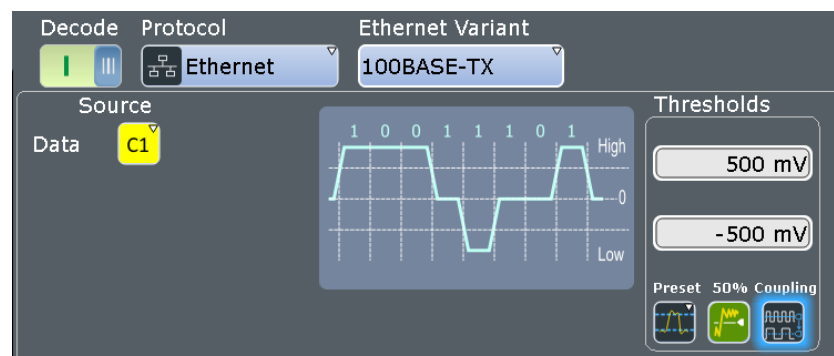 Decode Protocol Ethernet Variant
Ethernet 100BASE-TX
Source Thresholds
Data C1
1 0 0 1 1 1 0 1
High
500 mV
0
-500 mV
Low
Preset 50% Coupling